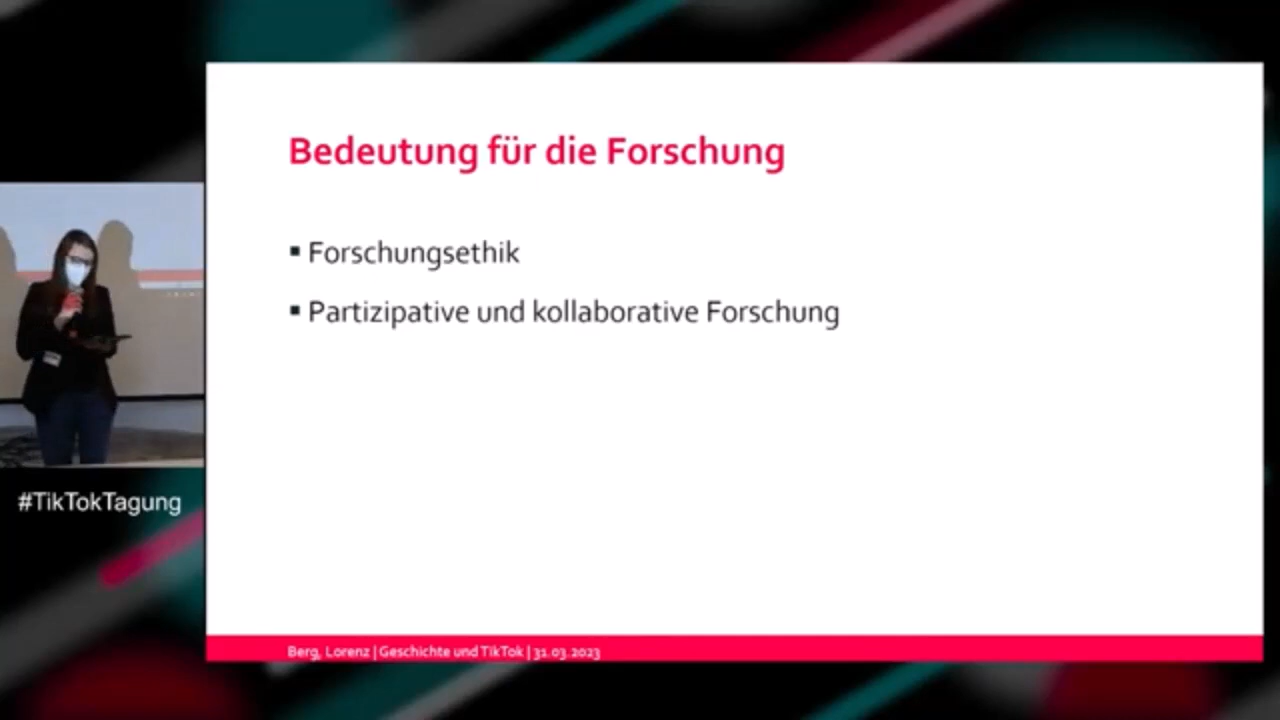 Bedeutung für die Forschung
Forschungsethik
Partizipative und kollaborative Forschung
#TikTokTagung
Berg, Lorenz | Geschichte und TikTok | 31.03.2023